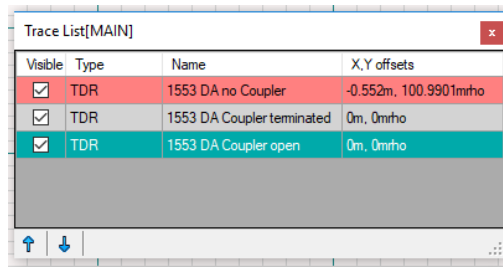 Trace List[MAIN]
x
Visible Type Name X,Y offsets
TDR 1553 DA no Coupler -0.552m, 100.9901mrho
TDR 1553 DA Coupler terminated 0m, 0mrho
TDR 1553 DA Coupler open 0m, 0mrho